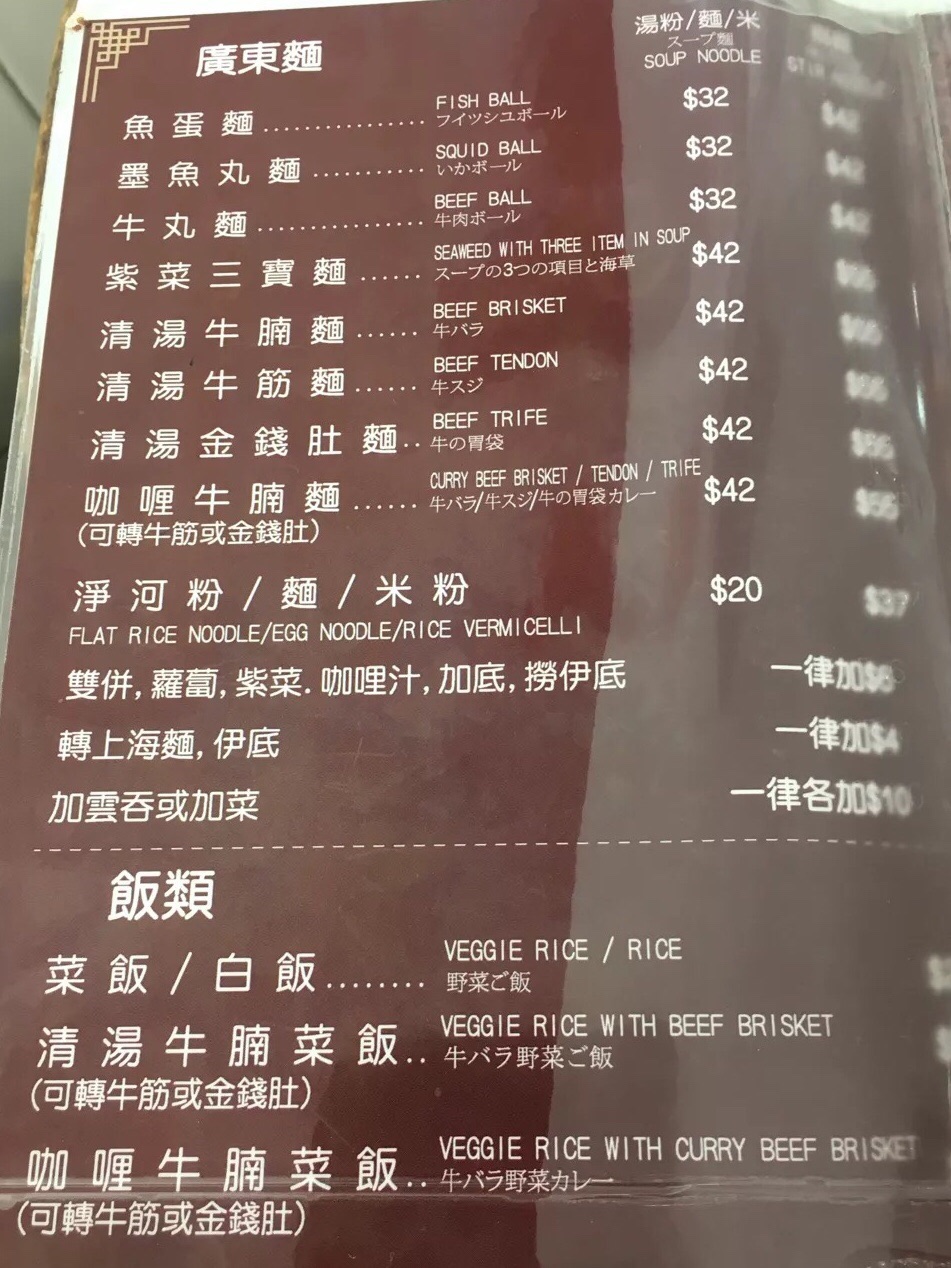 廣東麵
湯粉/麵/米
スープ麵
SOUP NOODLE
魚蛋麵................ FISH BALL $32
フイツシユボール
墨魚丸麵........... SQUID BALL $32
いかボール
牛丸麵................ BEEF BALL $32
牛肉ボール
紫菜三寶麵...... SEAWEED WITH THREE ITEM IN SOUP $42
スープの3つの項目と海草
清湯牛腩麵...... BEEF BRISKET $42
牛バラ
清湯牛筋麵...... BEEF TENDON $42
牛スジ
清湯金錢肚麵.. BEEF TRIFE $42
牛の胃袋
咖喱牛腩麵...... CURRY BEEF BRISKET / TENDON / TRIFE $42
牛バラ/牛スジ/牛の胃袋カレー
(可轉牛筋或金錢肚)
淨河粉/麵/米粉 $20
FLAT RICE NOODLE/EGG NOODLE/RICE VERMICELLI
雙併,蘿蔔,紫菜.咖哩汁,加底,撈伊底 一律加
轉上海麵,伊底 一律加$4
加雲吞或加菜 一律各加$10
飯類
菜飯/白飯........ VEGGIE RICE / RICE
野菜ご飯
清湯牛腩菜飯.. VEGGIE RICE WITH BEEF BRISKET
牛バラ野菜ご飯
(可轉牛筋或金錢肚)
咖喱牛腩菜飯.. VEGGIE RICE WITH CURRY BEEF BRISKET
牛バラ野菜カレー
(可轉牛筋或金錢肚)